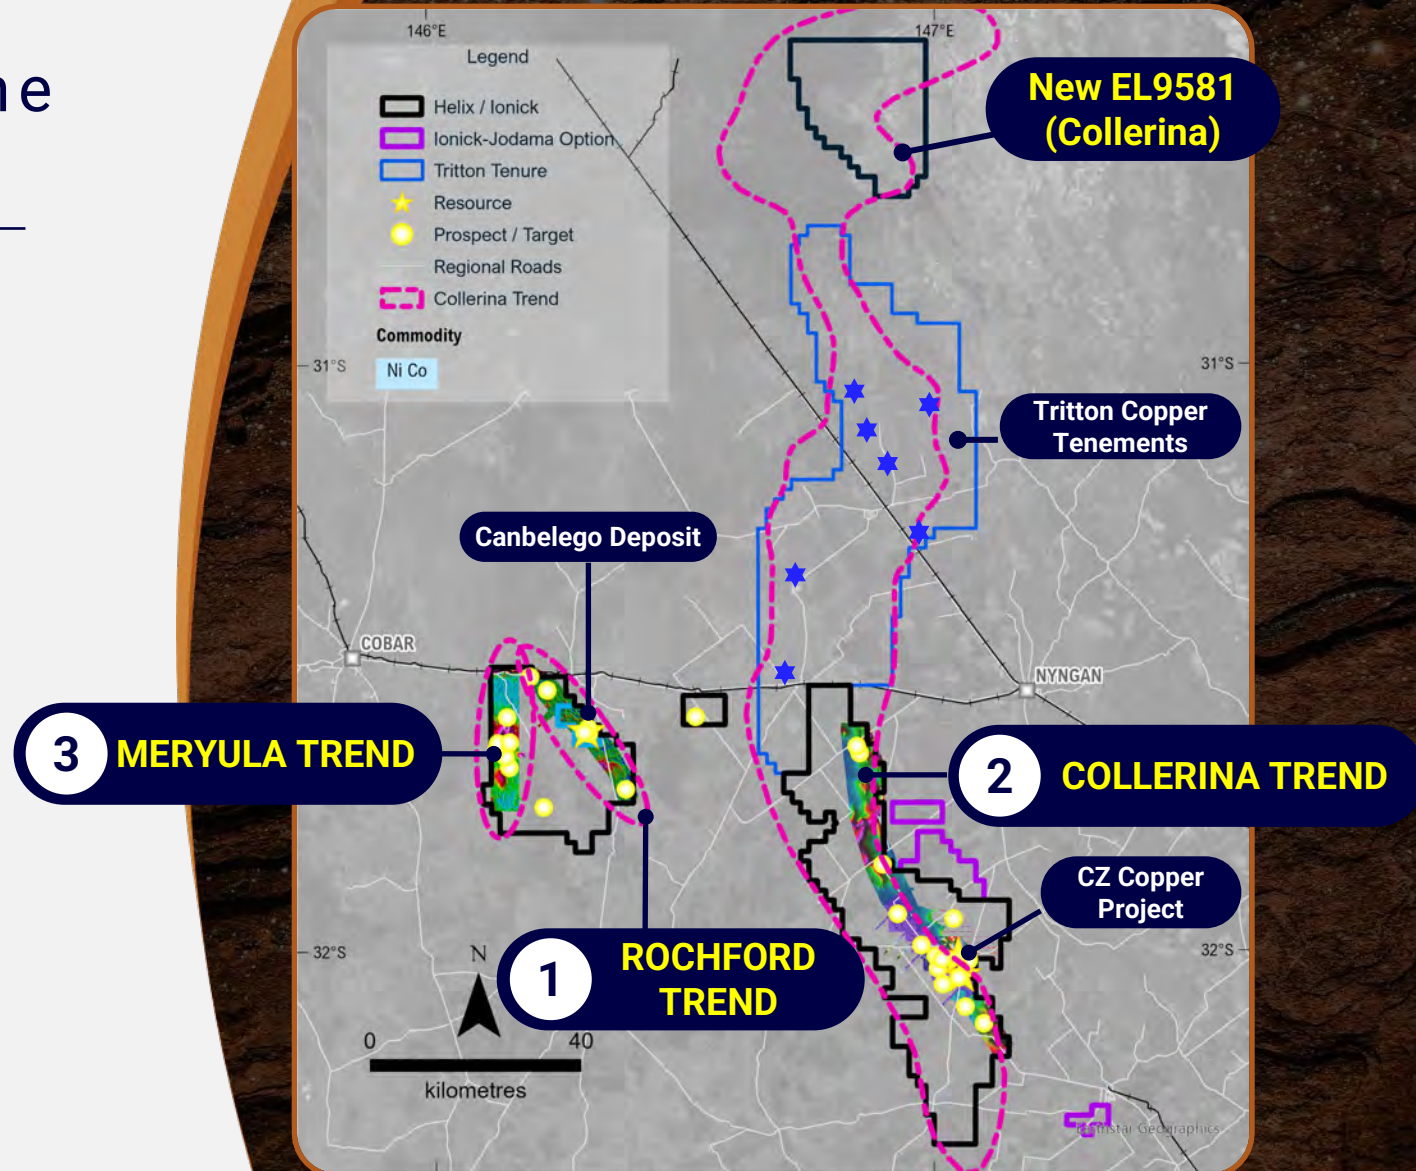 ne
146°E
147°E
Legend
Helix / Ionick
Ionick-Jodama Option
Tritton Tenure
Resource
Prospect / Target
Regional Roads
Collerina Trend
Commodity
Ni Co
New EL9581
(Collerina)
31°S
31°S
Tritton Copper
Tenements
Canbelego Deposit
COBAR
NYNGAN
3 MERYULA TREND
2 COLLERINA TREND
CZ Copper
Project
32°S
32°S
N
1 ROCHFORD
TREND
0 40
kilometres
Earthstar Geographics